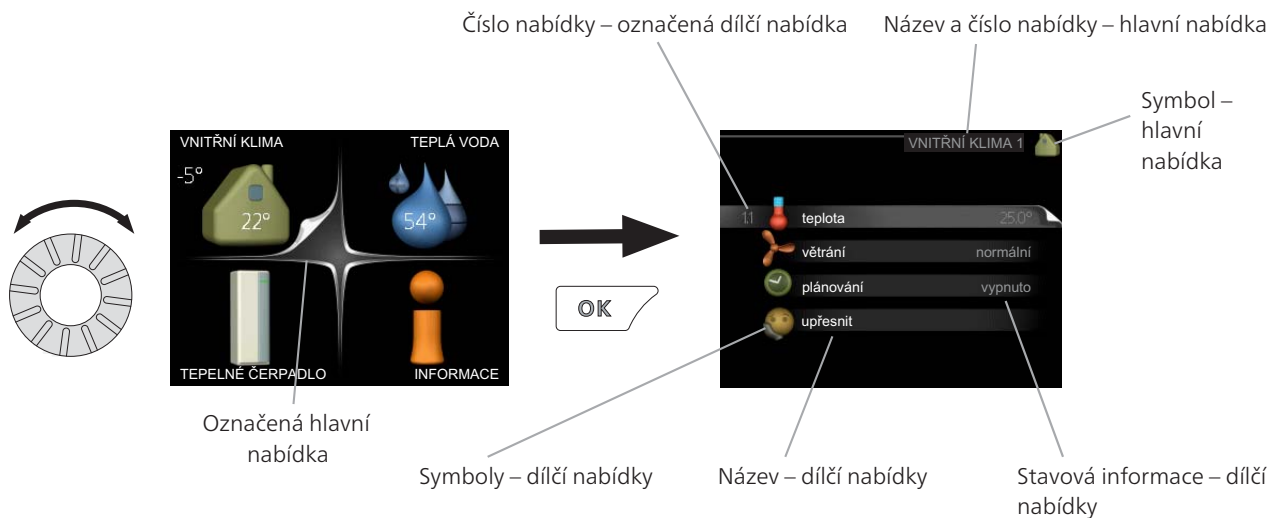 Číslo nabídky – označená dílčí nabídka
Název a číslo nabídky – hlavní nabídka
Symbol –
hlavní
nabídka
VNITŘNÍ KLIMA
TEPLÁ VODA
-5°
22°
54°
TEPELNÉ ČERPADLO
INFORMACE
OK
VNITŘNÍ KLIMA 1
1.1
teplota
25.0°
větrání
normální
plánování
vypnuto
upřesnit
Označená hlavní
nabídka
Symboly – dílčí nabídky
Název – dílčí nabídky
Stavová informace – dílčí
nabídky